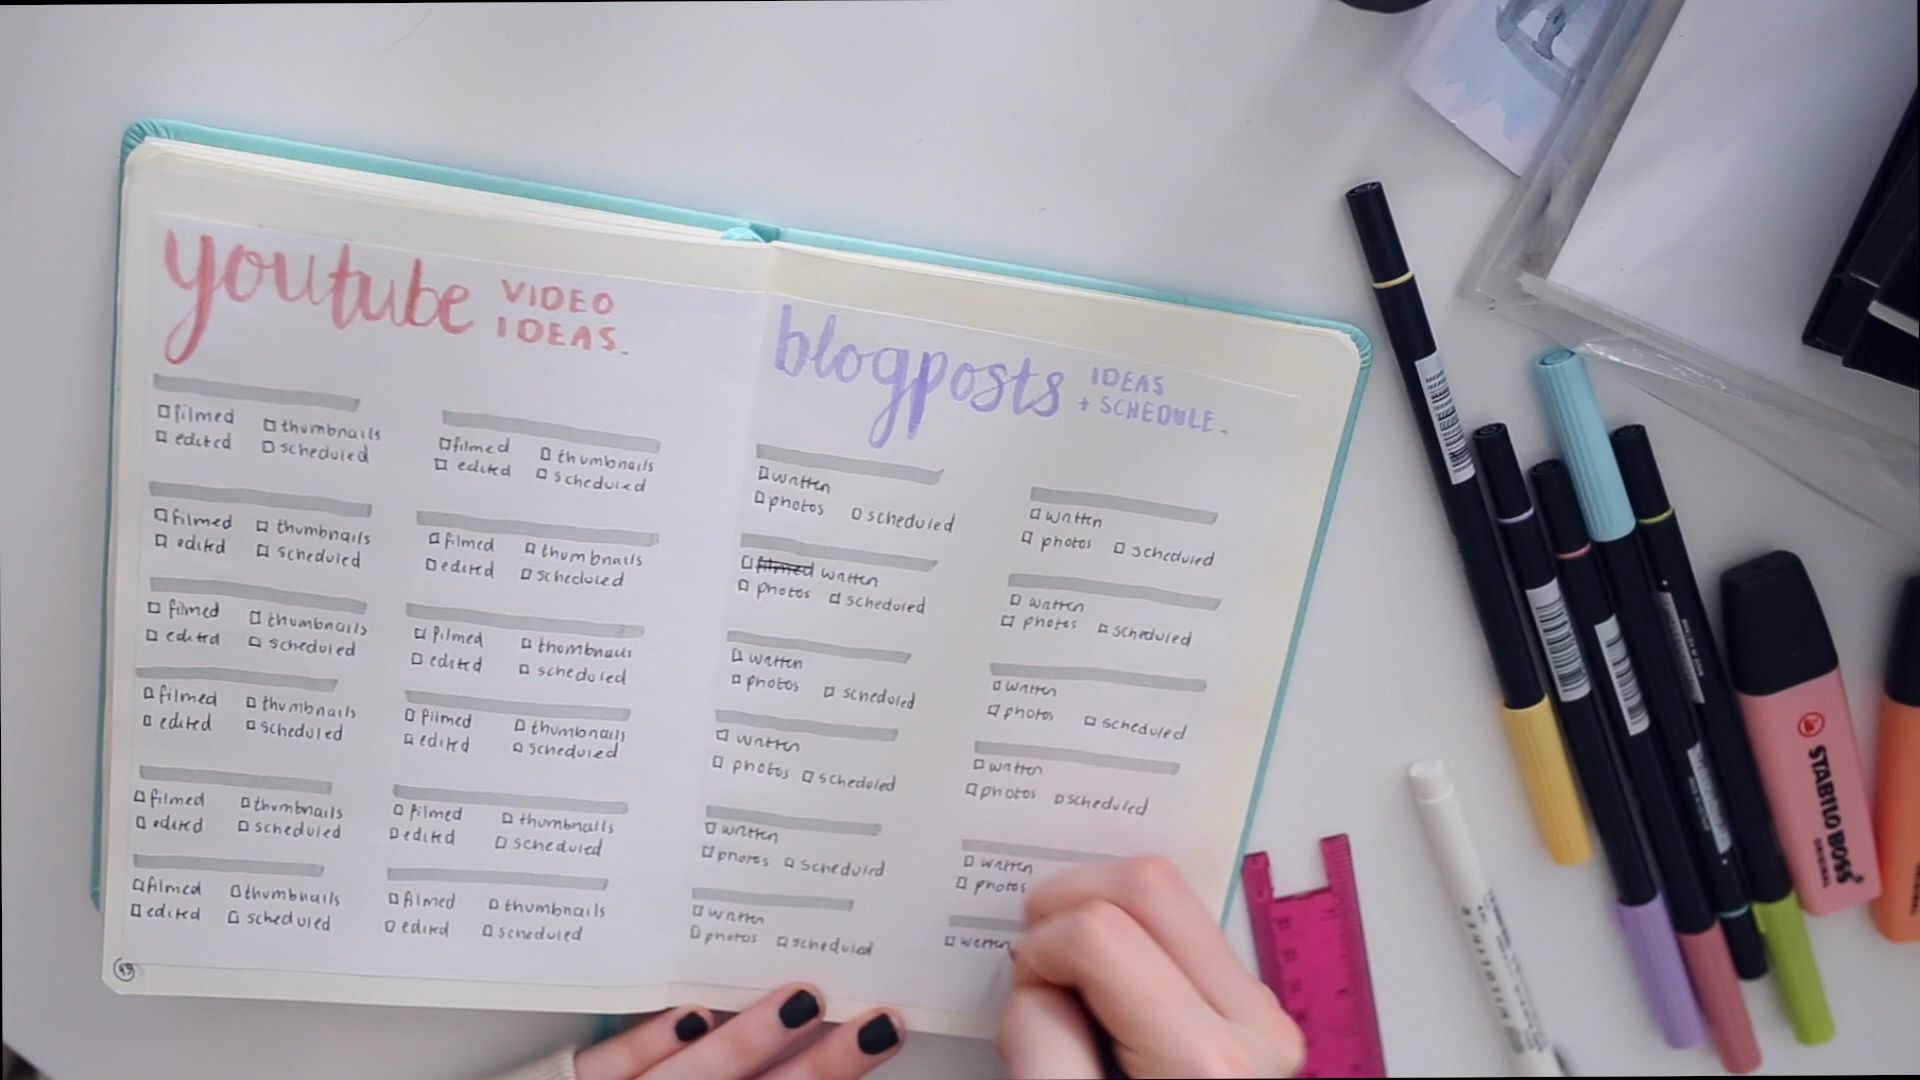 youtube VIDEO
IDEAS.
filmed thumbnails
edited scheduled
filmed thumbnails
edited scheduled
filmed thumbnails
edited scheduled
filmed thumbnails
edited scheduled
filmed thumbnails
edited scheduled
filmed thumbnails
edited scheduled
filmed thumbnails
edited scheduled
filmed thumbnails
edited scheduled
filmed thumbnails
edited scheduled
filmed thumbnails
edited scheduled
filmed thumbnails
edited scheduled
filmed thumbnails
edited scheduled
49
blogposts IDEAS
+ SCHEDULE.
written
photos scheduled
filmed written
photos scheduled
written
photos scheduled
written
photos scheduled
written
photos scheduled
written
photos scheduled
written
photos scheduled
written
photos scheduled
written
photos scheduled
written
photos scheduled
written
photos
written
STABILO BOSS
ORIGINAL